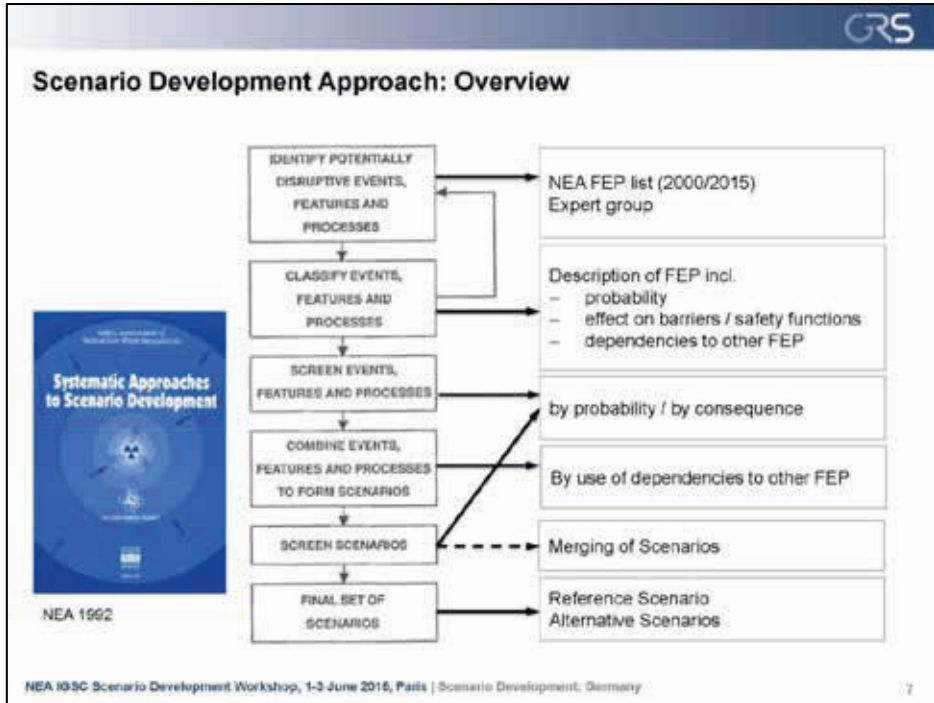 GRS
Scenario Development Approach: Overview
IDENTIFY POTENTIALLY
DISRUPTIVE EVENTS,
FEATURES AND
PROCESSES
NEA FEP list (2000/2015)
Expert group
CLASSIFY EVENTS,
FEATURES AND
PROCESSES
Description of FEP incl.
– probability
– effect on barriers / safety functions
– dependencies to other FEP
SCREEN EVENTS,
FEATURES AND PROCESSES
by probability / by consequence
COMBINE EVENTS,
FEATURES AND PROCESSES
TO FORM SCENARIOS
By use of dependencies to other FEP
SCREEN SCENARIOS
Merging of Scenarios
FINAL SET OF
SCENARIOS
Reference Scenario
Alternative Scenarios
Systematic Approaches
to Scenario Development
NEA 1992
NEA IGSC Scenario Development Workshop, 1-3 June 2015, Paris | Scenario Development: Germany
7